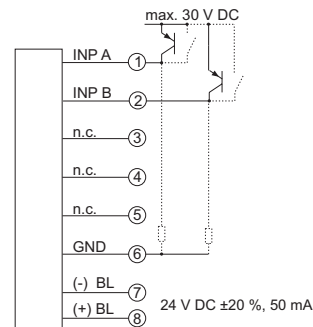 max. 30 V DC
INP A 1
INP B 2
n.c. 3
n.c. 4
n.c. 5
GND 6
(-) BL 7
24 V DC ±20 %, 50 mA
(+) BL 8